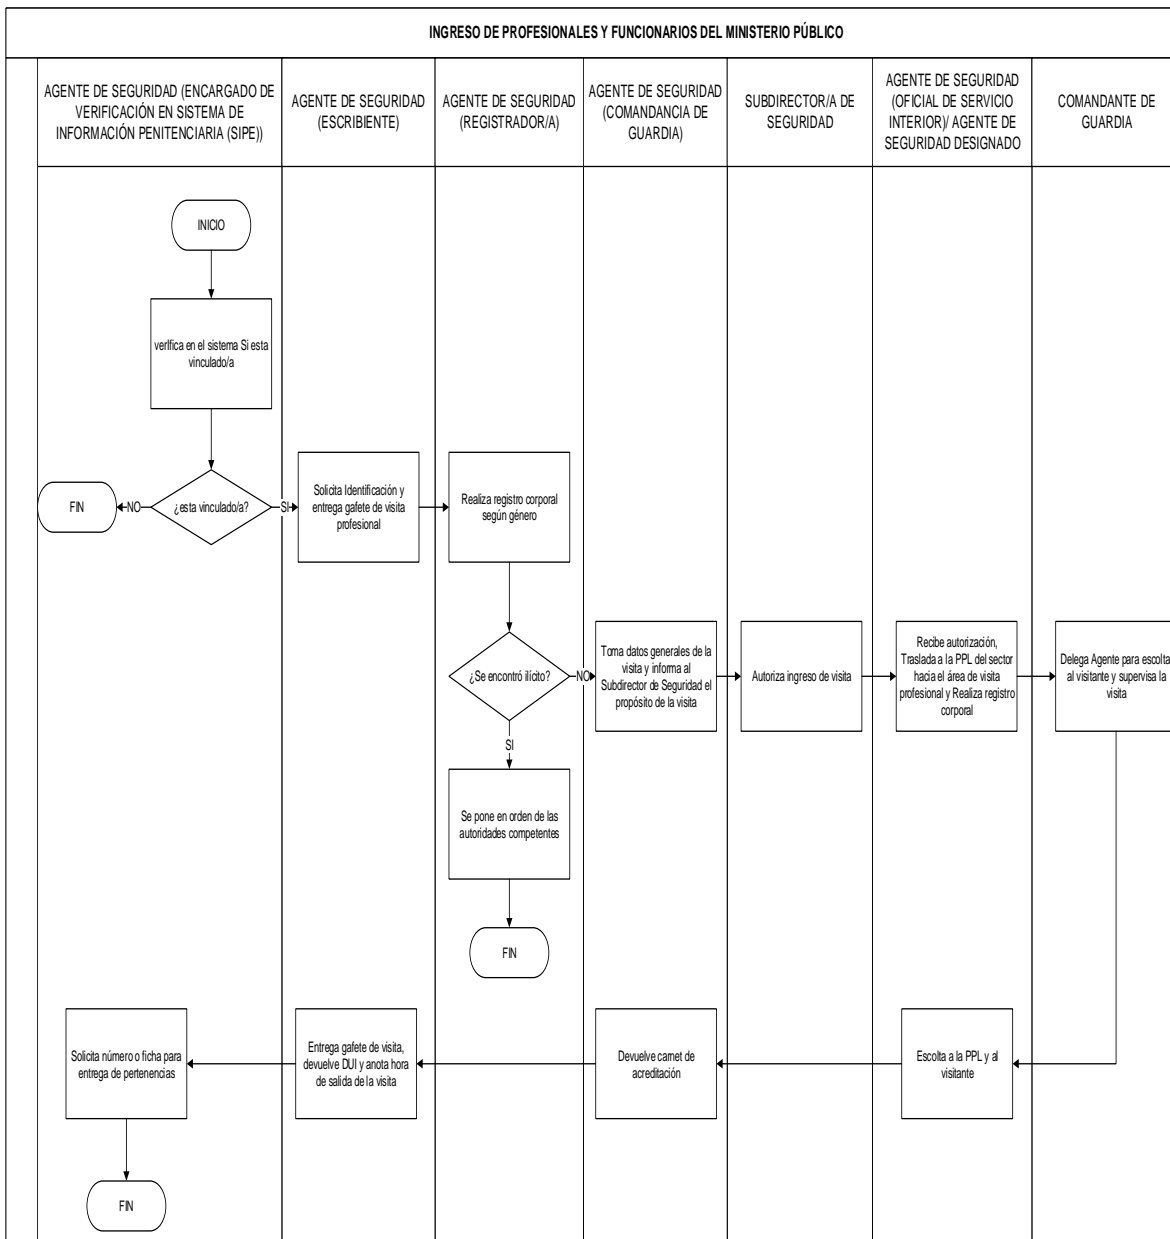 INGRESO DE PROFESIONALES Y FUNCIONARIOS DEL MINISTERIO PÚBLICO
AGENTE DE SEGURIDAD (ENCARGADO DE
VERIFICACIÓN EN SISTEMA DE
INFORMACIÓN PENITENCIARIA (SIPE))
AGENTE DE SEGURIDAD
(ESCRIBIENTE)
AGENTE DE SEGURIDAD
(REGISTRADOR/A)
AGENTE DE SEGURIDAD
(COMANDANCIA DE
GUARDIA)
SUBDIRECTOR/A DE
SEGURIDAD
AGENTE DE SEGURIDAD
(OFICIAL DE SERVICIO
INTERIOR)/ AGENTE DE
SEGURIDAD DESIGNADO
COMANDANTE DE
GUARDIA
INICIO
verifica en el sistema Si esta
vinculado/a
¿esta vinculado/a?
NO
FIN
SI
Solicita Identificación y
entrega gafete de visita
profesional
Realiza registro corporal
según género
¿Se encontró ilícito?
NO
SI
Se pone en orden de las
autoridades competentes
FIN
Toma datos generales de la
visita y informa al
Subdirector de Seguridad el
propósito de la visita
Autoriza ingreso de visita
Recibe autorización,
Traslada a la PPL del sector
hacia el área de visita
profesional y Realiza registro
corporal
Delega Agente para escolta
al visitante y supervisa la
visita
Escolta a la PPL y al
visitante
Devuelve carnet de
acreditación
Entrega gafete de visita,
devuelve DUI y anota hora
de salida de la visita
Solicita número o ficha para
entrega de pertenencias
FIN